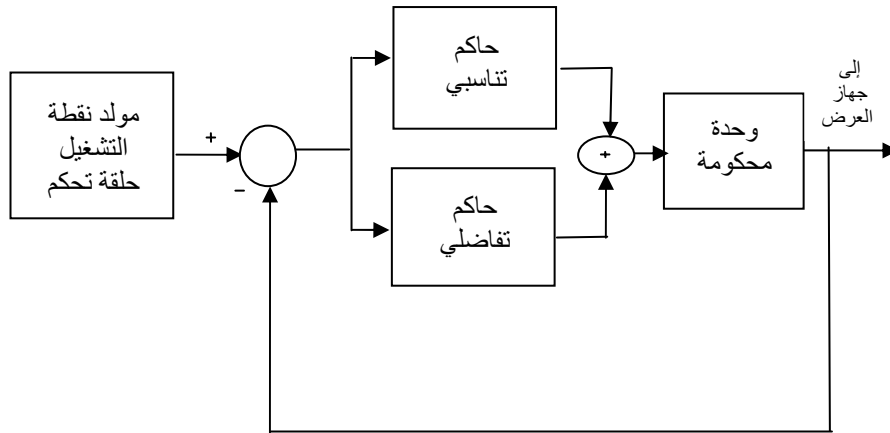 حاكم
تناسبي
إلى
جهاز
العرض
مولد نقطة
التشغيل
حلقة تحكم
+
−
+
وحدة
محكومة
حاكم
تفاضلي